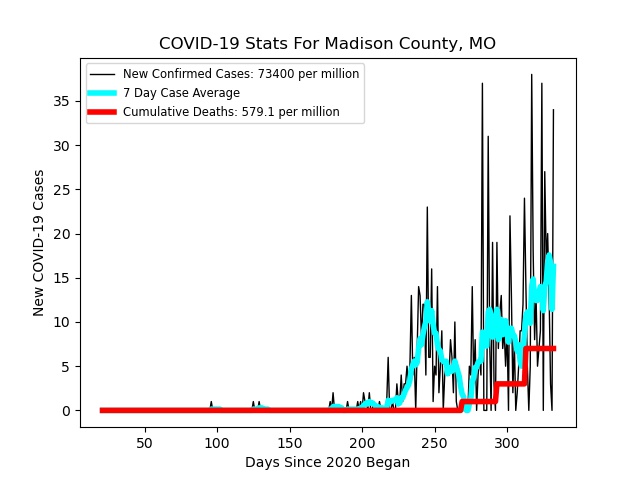 COVID-19 Stats For Madison County, MO
New Confirmed Cases: 73400 per million
7 Day Case Average
Cumulative Deaths: 579.1 per million
New COVID-19 Cases
35
30
25
20
15
10
5
0
50 100 150 200 250 300
Days Since 2020 Began